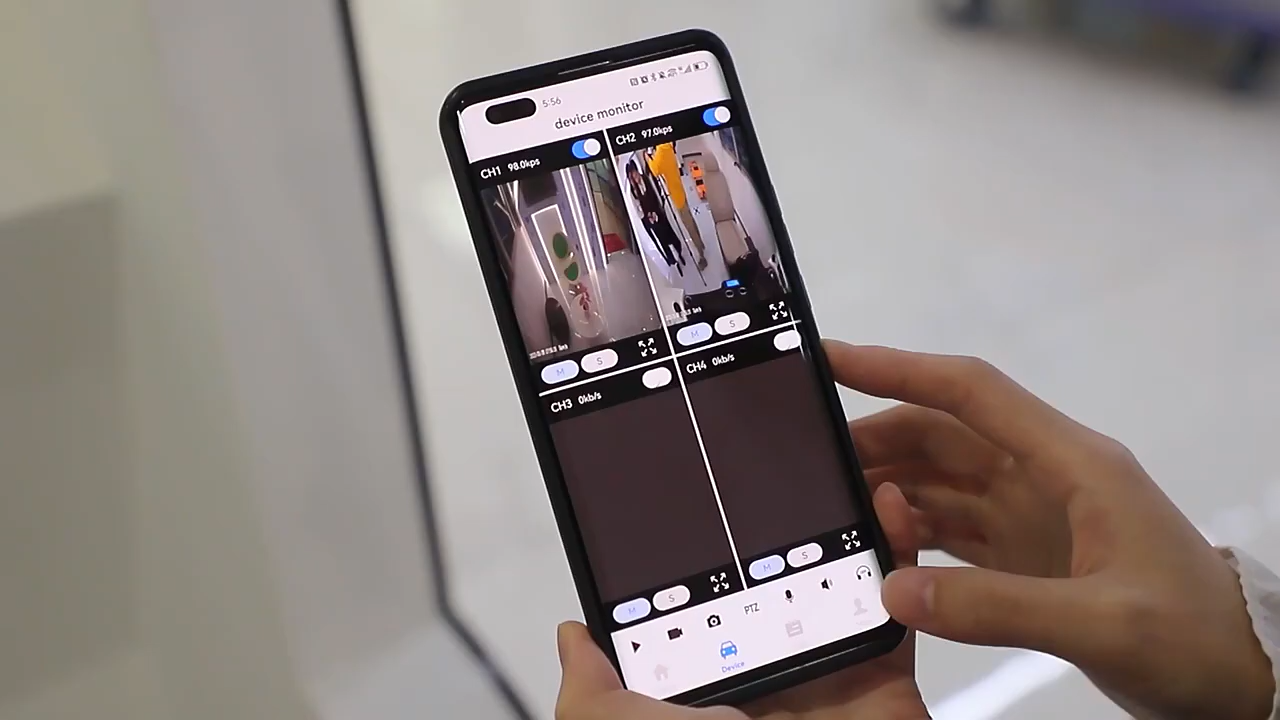 5:56
device monitor
CH1 98.0kps
CH2 97.0kps
M S
M S
CH3 0kb/s
CH4 0kb/s
M S
M S
PTZ
Device